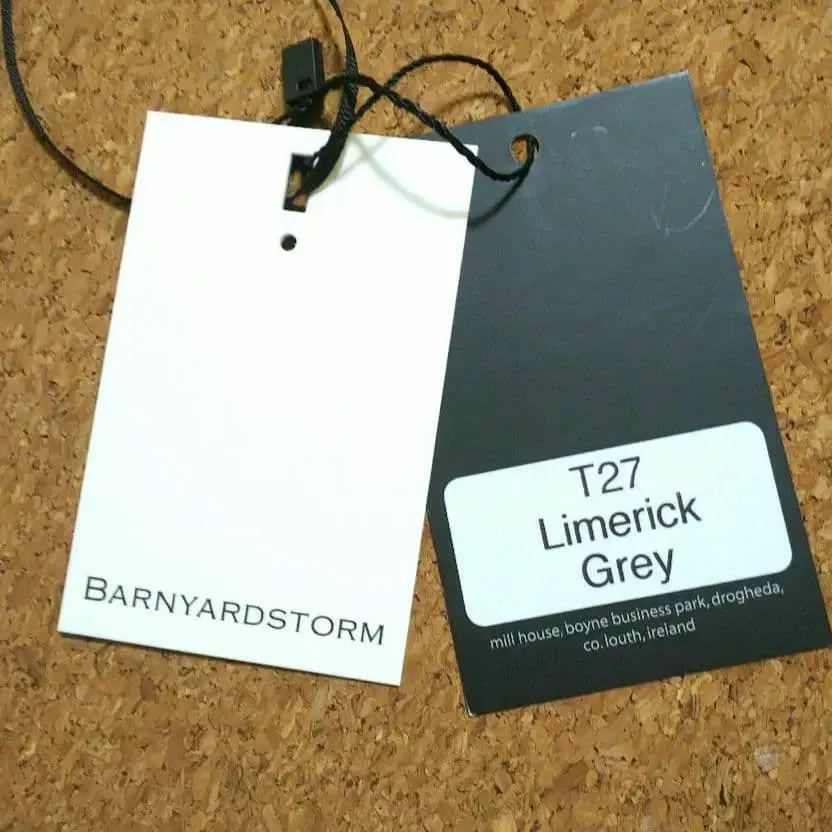 BARNYARDSTORM
T27
Limerick
Grey
mill house, boyne business park, drogheda,
co. louth, ireland